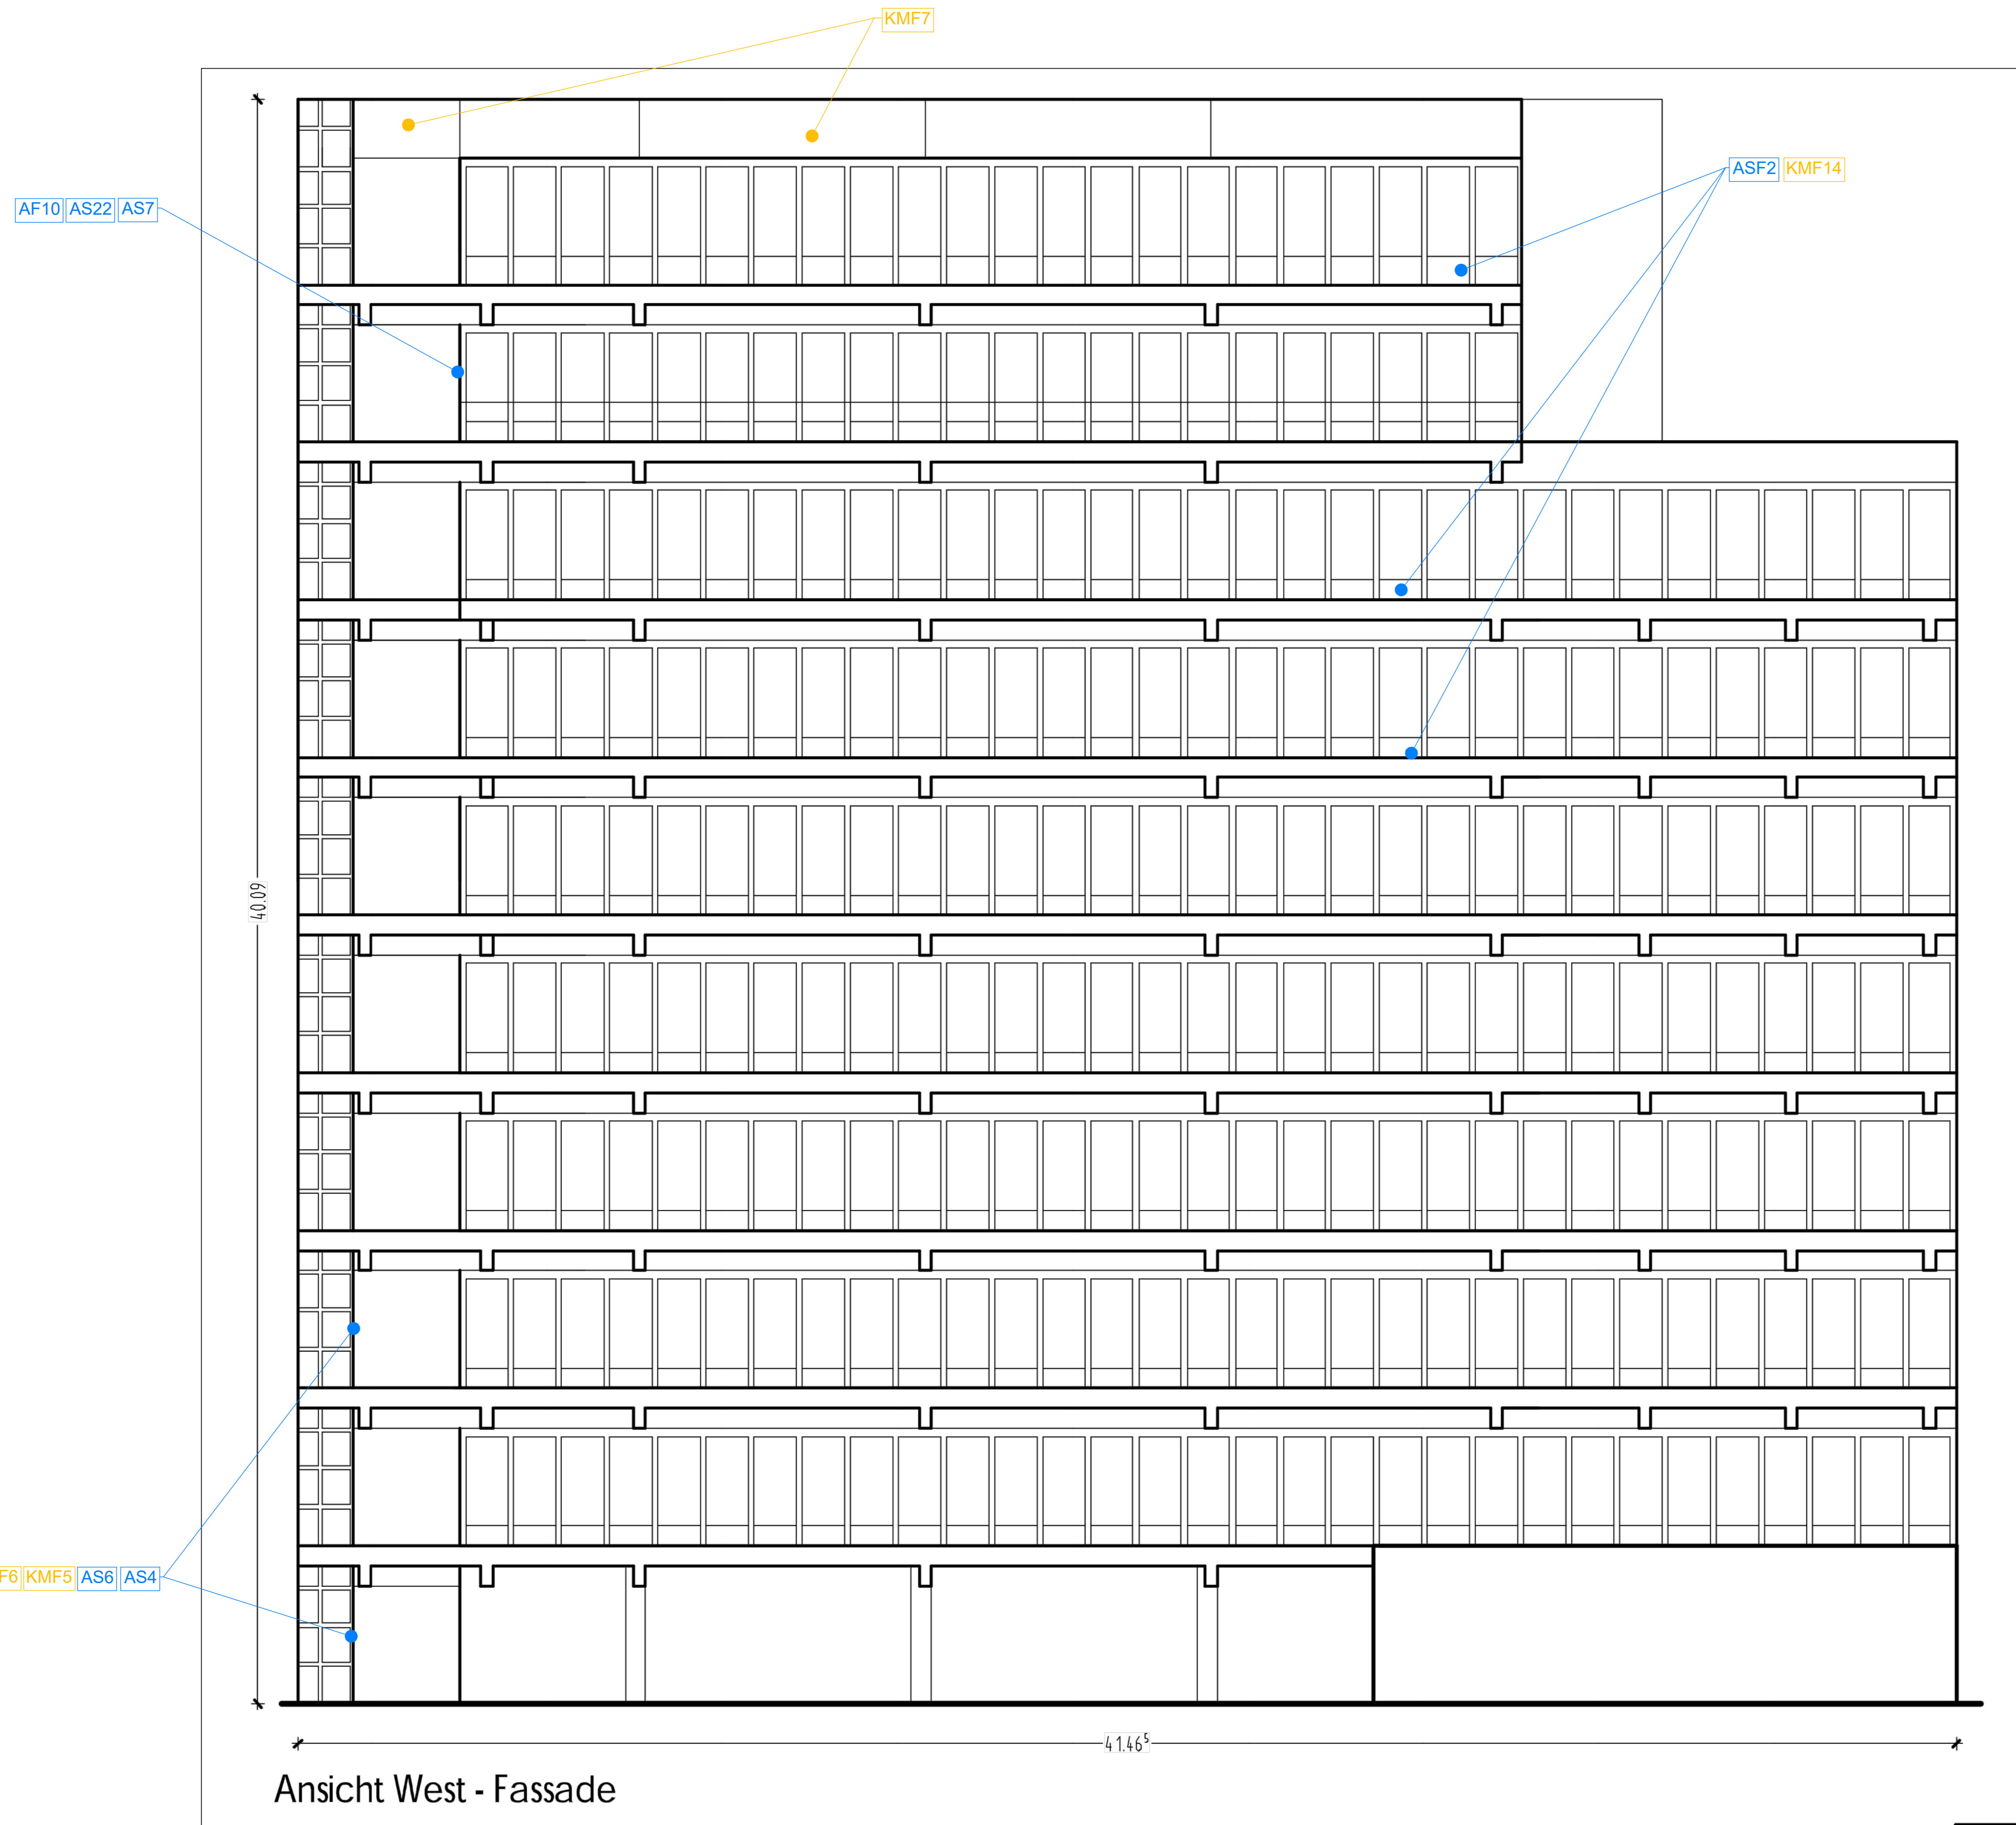 KMF7
ASF2 KMF14
AF10 AS22 AS7
40.09
F6 KMF5 AS6 AS4
41.46⁵
Ansicht West - Fassade